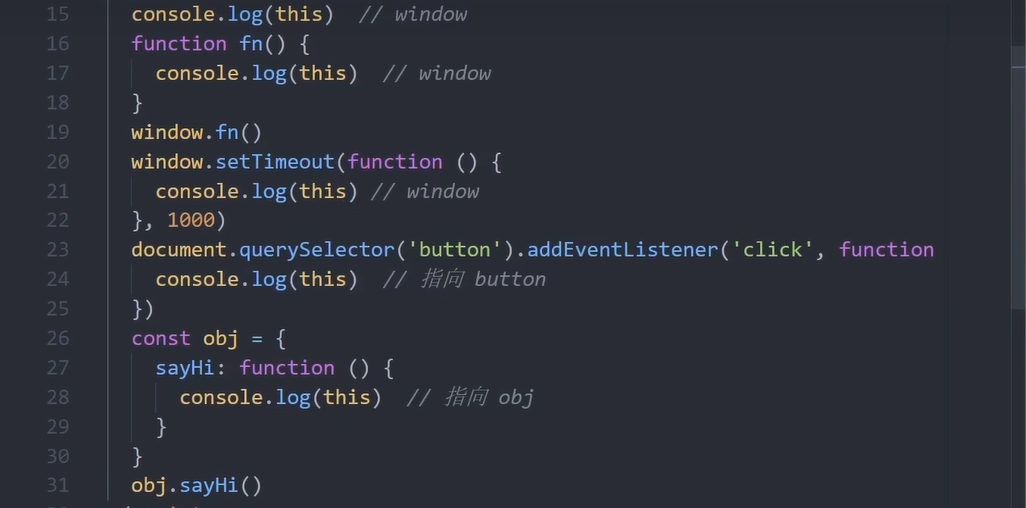 15 console.log(this)  // window
16 function fn() {
17   console.log(this)  // window
18 }
19 window.fn()
20 window.setTimeout(function () {
21   console.log(this) // window
22 }, 1000)
23 document.querySelector('button').addEventListener('click', function
24   console.log(this)  // 指向 button
25 })
26 const obj = {
27   sayHi: function () {
28     console.log(this)  // 指向 obj
29   }
30 }
31 obj.sayHi()